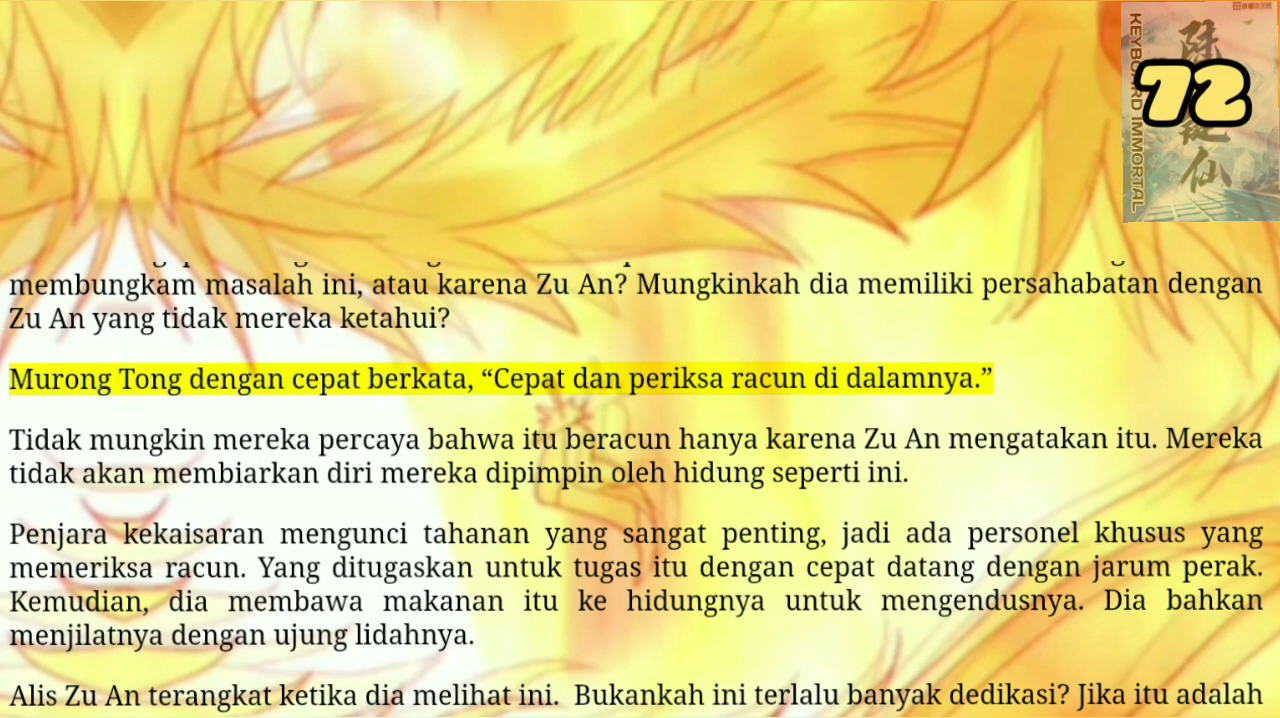 KEYBOARD IMMORTAL
72
membungkam masalah ini, atau karena Zu An? Mungkinkah dia memiliki persahabatan dengan
Zu An yang tidak mereka ketahui?
Murong Tong dengan cepat berkata, “Cepat dan periksa racun di dalamnya.”
Tidak mungkin mereka percaya bahwa itu beracun hanya karena Zu An mengatakan itu. Mereka
tidak akan membiarkan diri mereka dipimpin oleh hidung seperti ini.
Penjara kekaisaran mengunci tahanan yang sangat penting, jadi ada personel khusus yang
memeriksa racun. Yang ditugaskan untuk tugas itu dengan cepat datang dengan jarum perak.
Kemudian, dia membawa makanan itu ke hidungnya untuk mengendusnya. Dia bahkan
menjilatnya dengan ujung lidahnya.
Alis Zu An terangkat ketika dia melihat ini.  Bukankah ini terlalu banyak dedikasi? Jika itu adalah